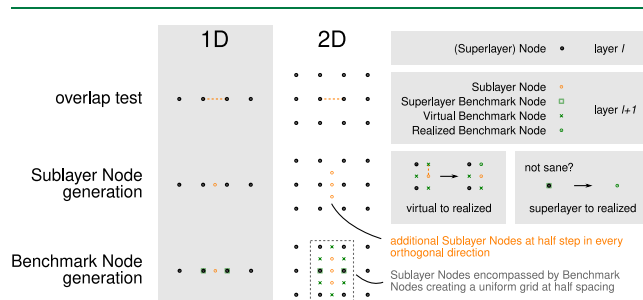 1D
2D
(Superlayer) Node
layer l
overlap test
Sublayer Node
Superlayer Benchmark Node
Virtual Benchmark Node
Realized Benchmark Node
layer l+1
Sublayer Node
generation
not sane?
virtual to realized
superlayer to realized
additional Sublayer Nodes at half step in every
orthogonal direction
Benchmark Node
generation
Sublayer Nodes encompassed by Benchmark
Nodes creating a uniform grid at half spacing